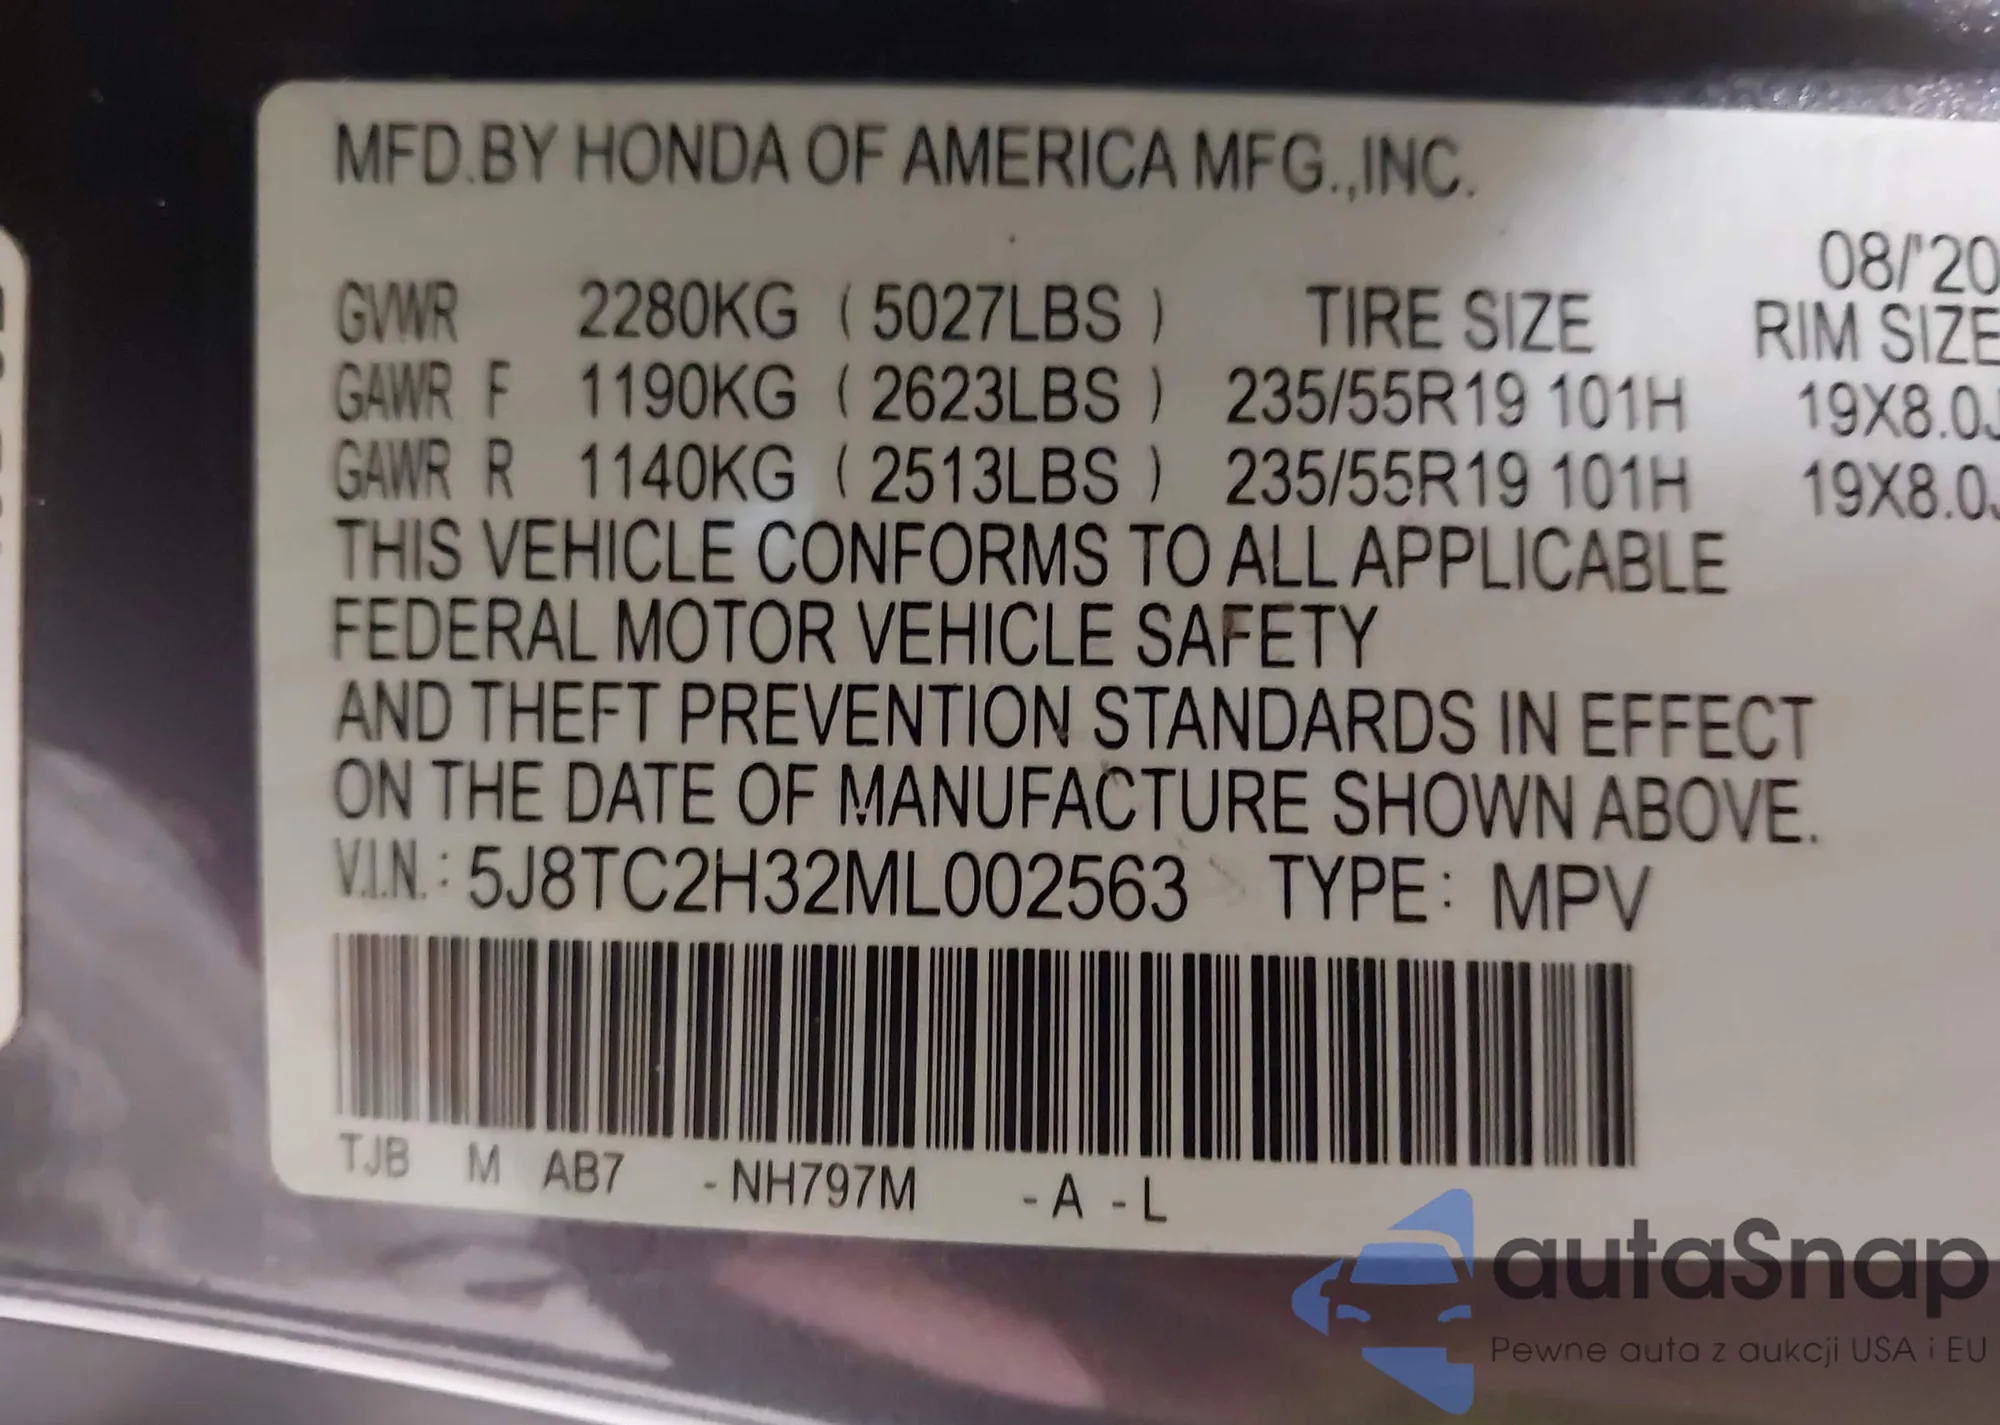 MFD.BY HONDA OF AMERICA MFG.,INC.
08/'20
GVWR 2280KG ( 5027LBS ) TIRE SIZE RIM SIZE
GAWR F 1190KG ( 2623LBS ) 235/55R19 101H 19X8.0J
GAWR R 1140KG ( 2513LBS ) 235/55R19 101H 19X8.0J
THIS VEHICLE CONFORMS TO ALL APPLICABLE
FEDERAL MOTOR VEHICLE SAFETY
AND THEFT PREVENTION STANDARDS IN EFFECT
ON THE DATE OF MANUFACTURE SHOWN ABOVE.
V.I.N.: 5J8TC2H32ML002563 TYPE: MPV
TJB M AB7 -NH797M -A -L
autaSnap
Pewne auta z aukcji USA i EU